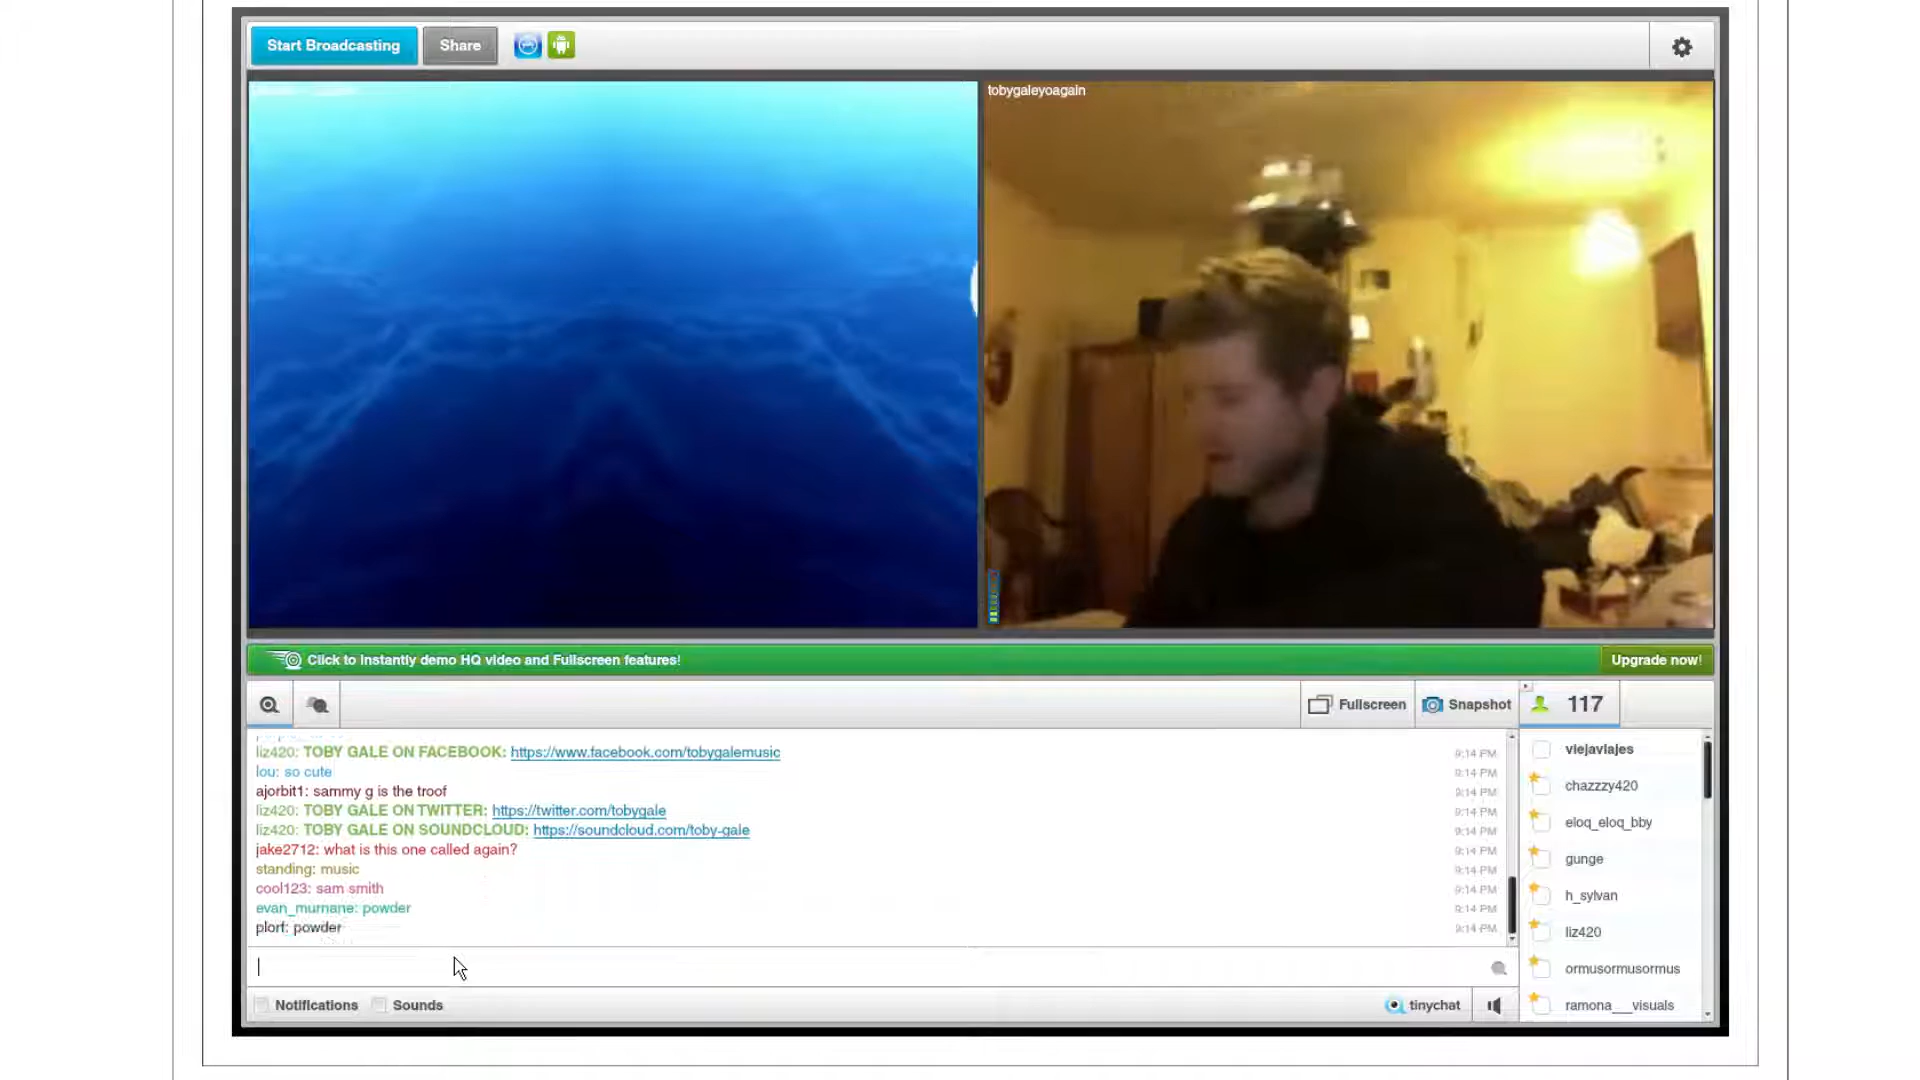 Start Broadcasting
Share
tobygaleyoagain
Click to instantly demo HQ video and Fullscreen features!
Upgrade now!
Fullscreen
Snapshot
117
liz420: TOBY GALE ON FACEBOOK: https://www.facebook.com/tobygalemusic 9:14 PM
lou: so cute 9:14 PM
ajorbit1: sammy g is the troof 9:14 PM
liz420: TOBY GALE ON TWITTER: https://twitter.com/tobygale 9:14 PM
liz420: TOBY GALE ON SOUNDCLOUD: https://soundcloud.com/toby-gale 9:14 PM
jake2712: what is this one called again? 9:14 PM
standing: music 9:14 PM
cool123: sam smith 9:14 PM
evan_murnane: powder 9:14 PM
plort: powder 9:14 PM
viejaviajes
chazzzy420
eloq_eloq_bby
gunge
h_sylvan
liz420
ormusormusormus
ramona___visuals
Notifications
Sounds
tinychat